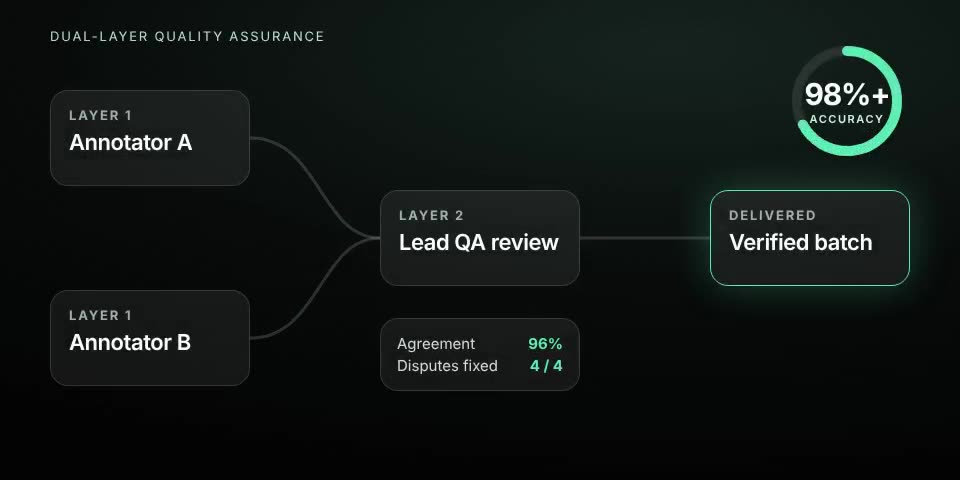 DUAL-LAYER QUALITY ASSURANCE
98%+
ACCURACY
LAYER 1
Annotator A
LAYER 2
Lead QA review
DELIVERED
Verified batch
LAYER 1
Annotator B
Agreement 96%
Disputes fixed 4 / 4